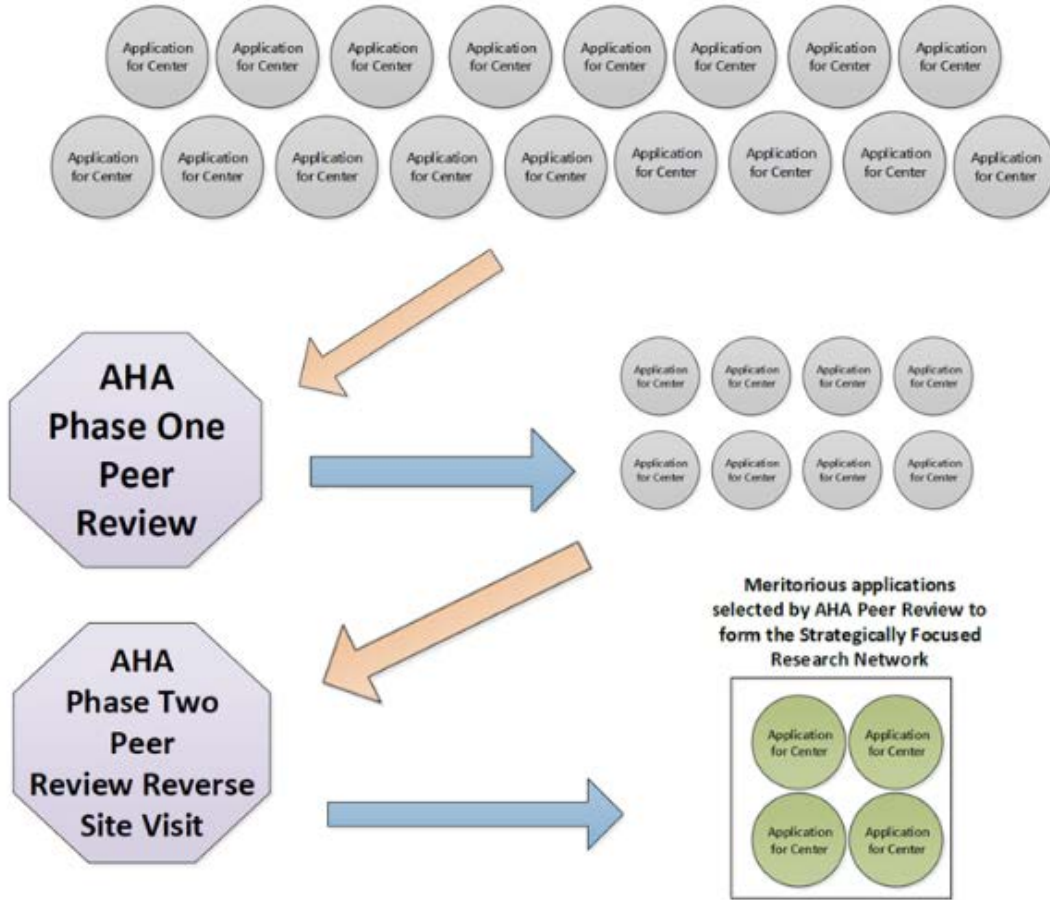 Application
for Center
Application
for Center
Application
for Center
Application
for Center
Application
for Center
Application
for Center
Application
for Center
Application
for Center
Application
for Center
Application
for Center
Application
for Center
Application
for Center
Application
for Center
Application
for Center
Application
for Center
Application
for Center
Application
for Center
AHA
Phase One
Peer
Review
Application
for Center
Application
for Center
Application
for Center
Application
for Center
Application
for Center
Application
for Center
Application
for Center
Application
for Center
AHA
Phase Two
Peer
Review Reverse
Site Visit
Meritorious applications
selected by AHA Peer Review to
form the Strategically Focused
Research Network
Application
for Center
Application
for Center
Application
for Center
Application
for Center